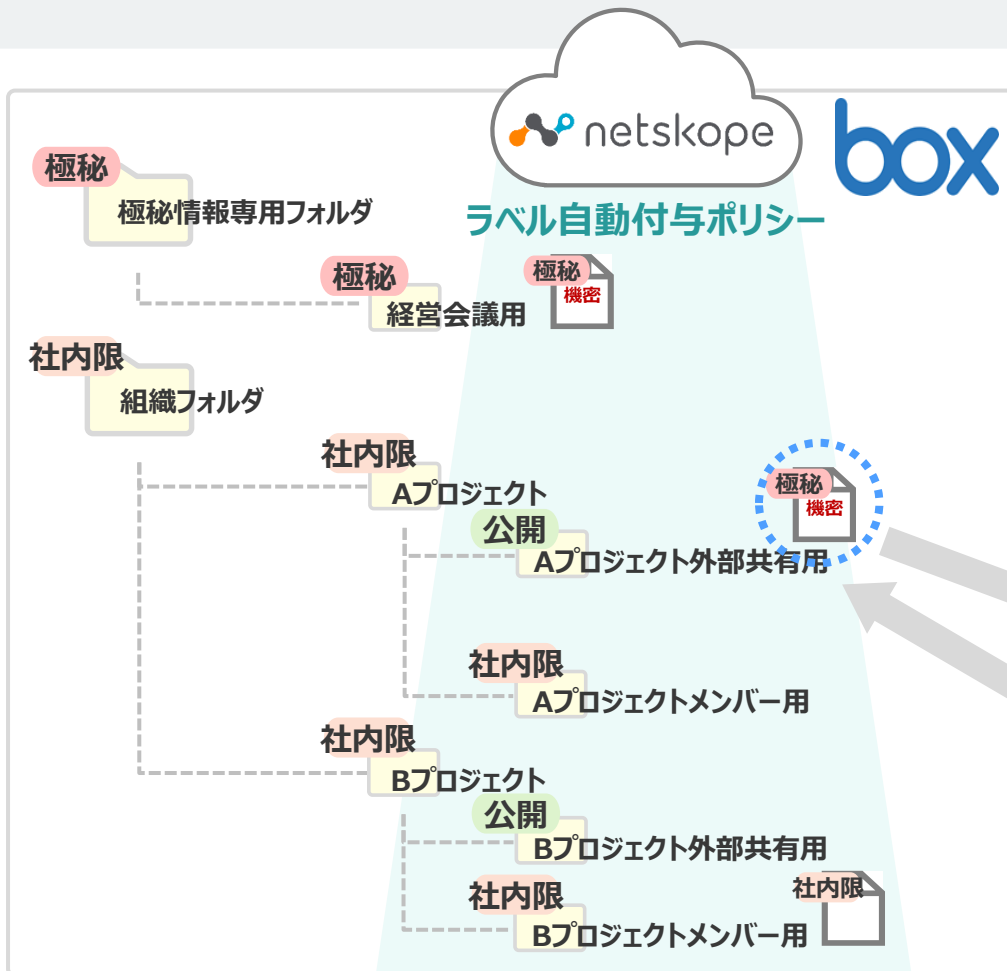 netskope
box
ラベル自動付与ポリシー
極秘
極秘情報専用フォルダ
極秘
経営会議用
極秘
機密
社内限
組織フォルダ
社内限
Aプロジェクト
極秘
機密
公開
Aプロジェクト外部共有用
社内限
Aプロジェクトメンバー用
社内限
Bプロジェクト
公開
Bプロジェクト外部共有用
社内限
Bプロジェクトメンバー用
社内限